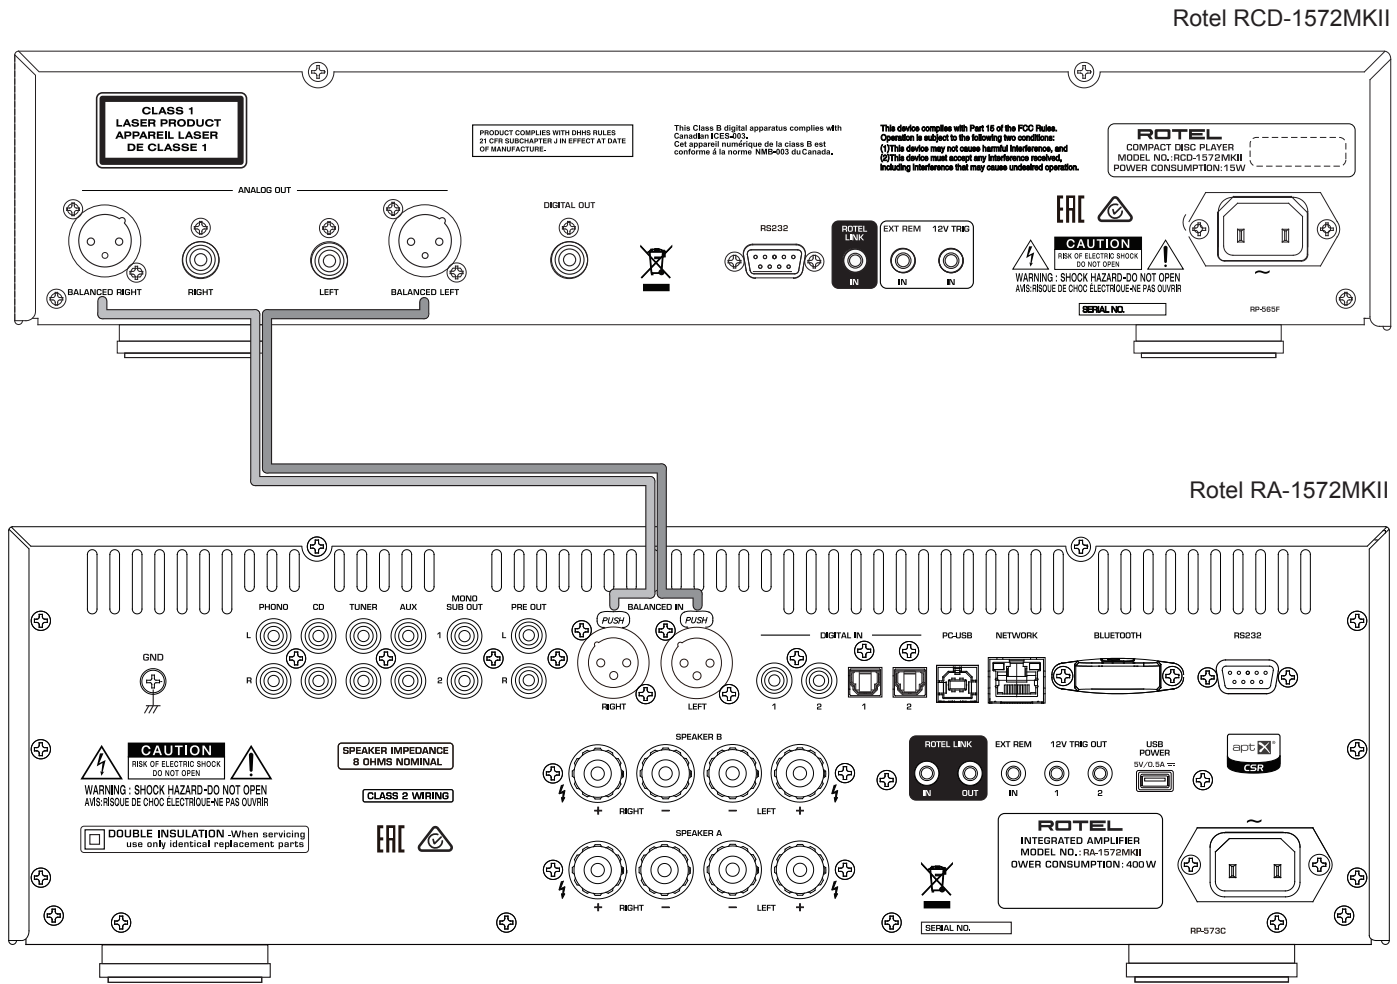 Rotel RCD-1572MKII
CLASS 1
LASER PRODUCT
APPAREIL LASER
DE CLASSE 1
PRODUCT COMPLIES WITH DHHS RULES
21 CFR SUBCHAPTER J IN EFFECT AT DATE
OF MANUFACTURE.
This Class B digital apparatus complies with
Canadian ICES-003.
Cet appareil numérique de la class B est
conforme á la norme NMB-003 du Canada.
This device complies with Part 15 of the FCC Rules.
Operation is subject to the following two conditions:
(1)This device may not cause harmful interference, and
(2)This device must accept any interference received,
including interference that may cause undesired operation.
ROTEL
COMPACT DISC PLAYER
MODEL NO.:RCD-1572MKII
POWER CONSUMPTION:15W
ANALOG OUT
BALANCED RIGHT
RIGHT
LEFT
BALANCED LEFT
DIGITAL OUT
RS232
ROTEL
LINK
IN
EXT REM
IN
12V TRIG
IN
EAC
CAUTION
RISK OF ELECTRIC SHOCK
DO NOT OPEN
WARNING : SHOCK HAZARD-DO NOT OPEN
AVIS:RISQUE DE CHOC ÉLECTRIQUE-NE PAS OUVRIR
SERIAL NO.
~
RP-565F
Rotel RA-1572MKII
GND
PHONO
CD
TUNER
AUX
MONO
SUB OUT
PRE OUT
L
R
1
2
L
R
BALANCED IN
PUSH
PUSH
RIGHT
LEFT
DIGITAL IN
1
2
1
2
PC-USB
NETWORK
BLUETOOTH
RS232
CAUTION
RISK OF ELECTRIC SHOCK
DO NOT OPEN
WARNING : SHOCK HAZARD-DO NOT OPEN
AVIS:RISQUE DE CHOC ÉLECTRIQUE-NE PAS OUVRIR
DOUBLE INSULATION -When servicing
use only identical replacement parts
SPEAKER IMPEDANCE
8 OHMS NOMINAL
CLASS 2 WIRING
EAC
SPEAKER B
+ RIGHT − − LEFT +
SPEAKER A
+ RIGHT − − LEFT +
ROTEL LINK
IN
OUT
EXT REM
IN
12V TRIG OUT
1
2
USB
POWER
5V/0.5A
aptX
CSR
ROTEL
INTEGRATED AMPLIFIER
MODEL NO.: RA-1572MKII
OWER CONSUMPTION: 400W
SERIAL NO.
~
RP-573C